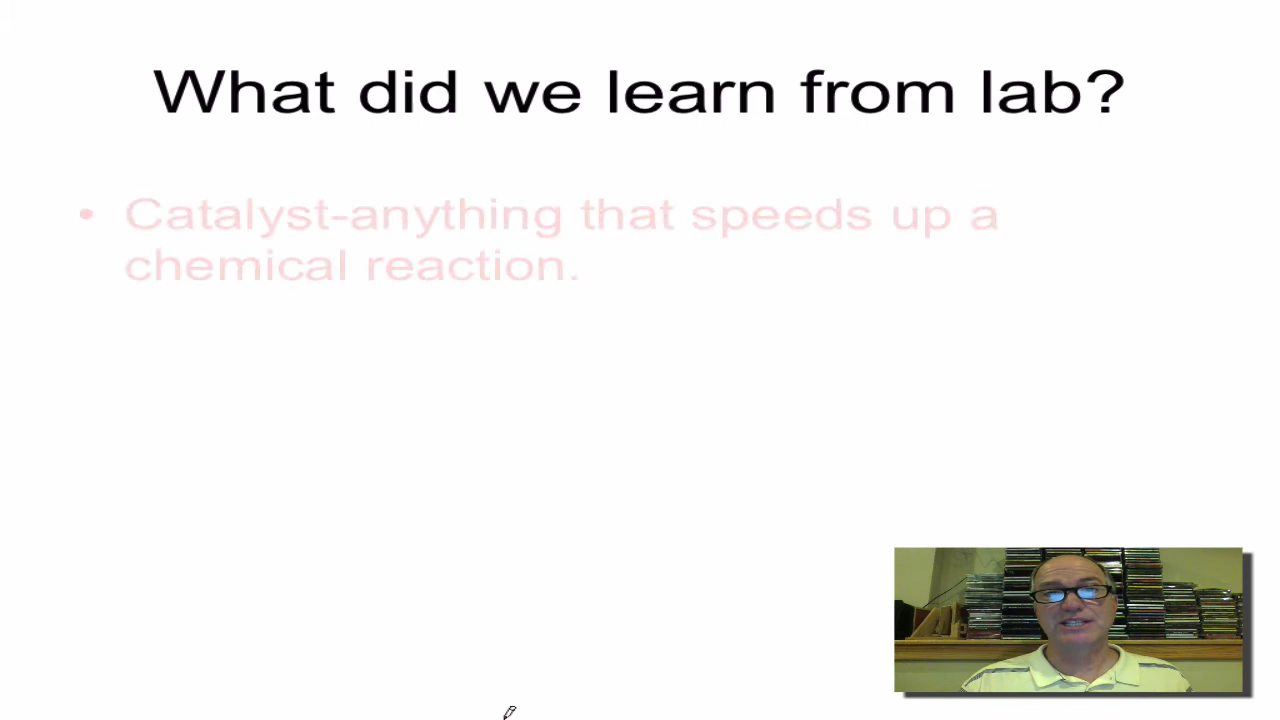 What did we learn from lab?
• Catalyst-anything that speeds up a
chemical reaction.